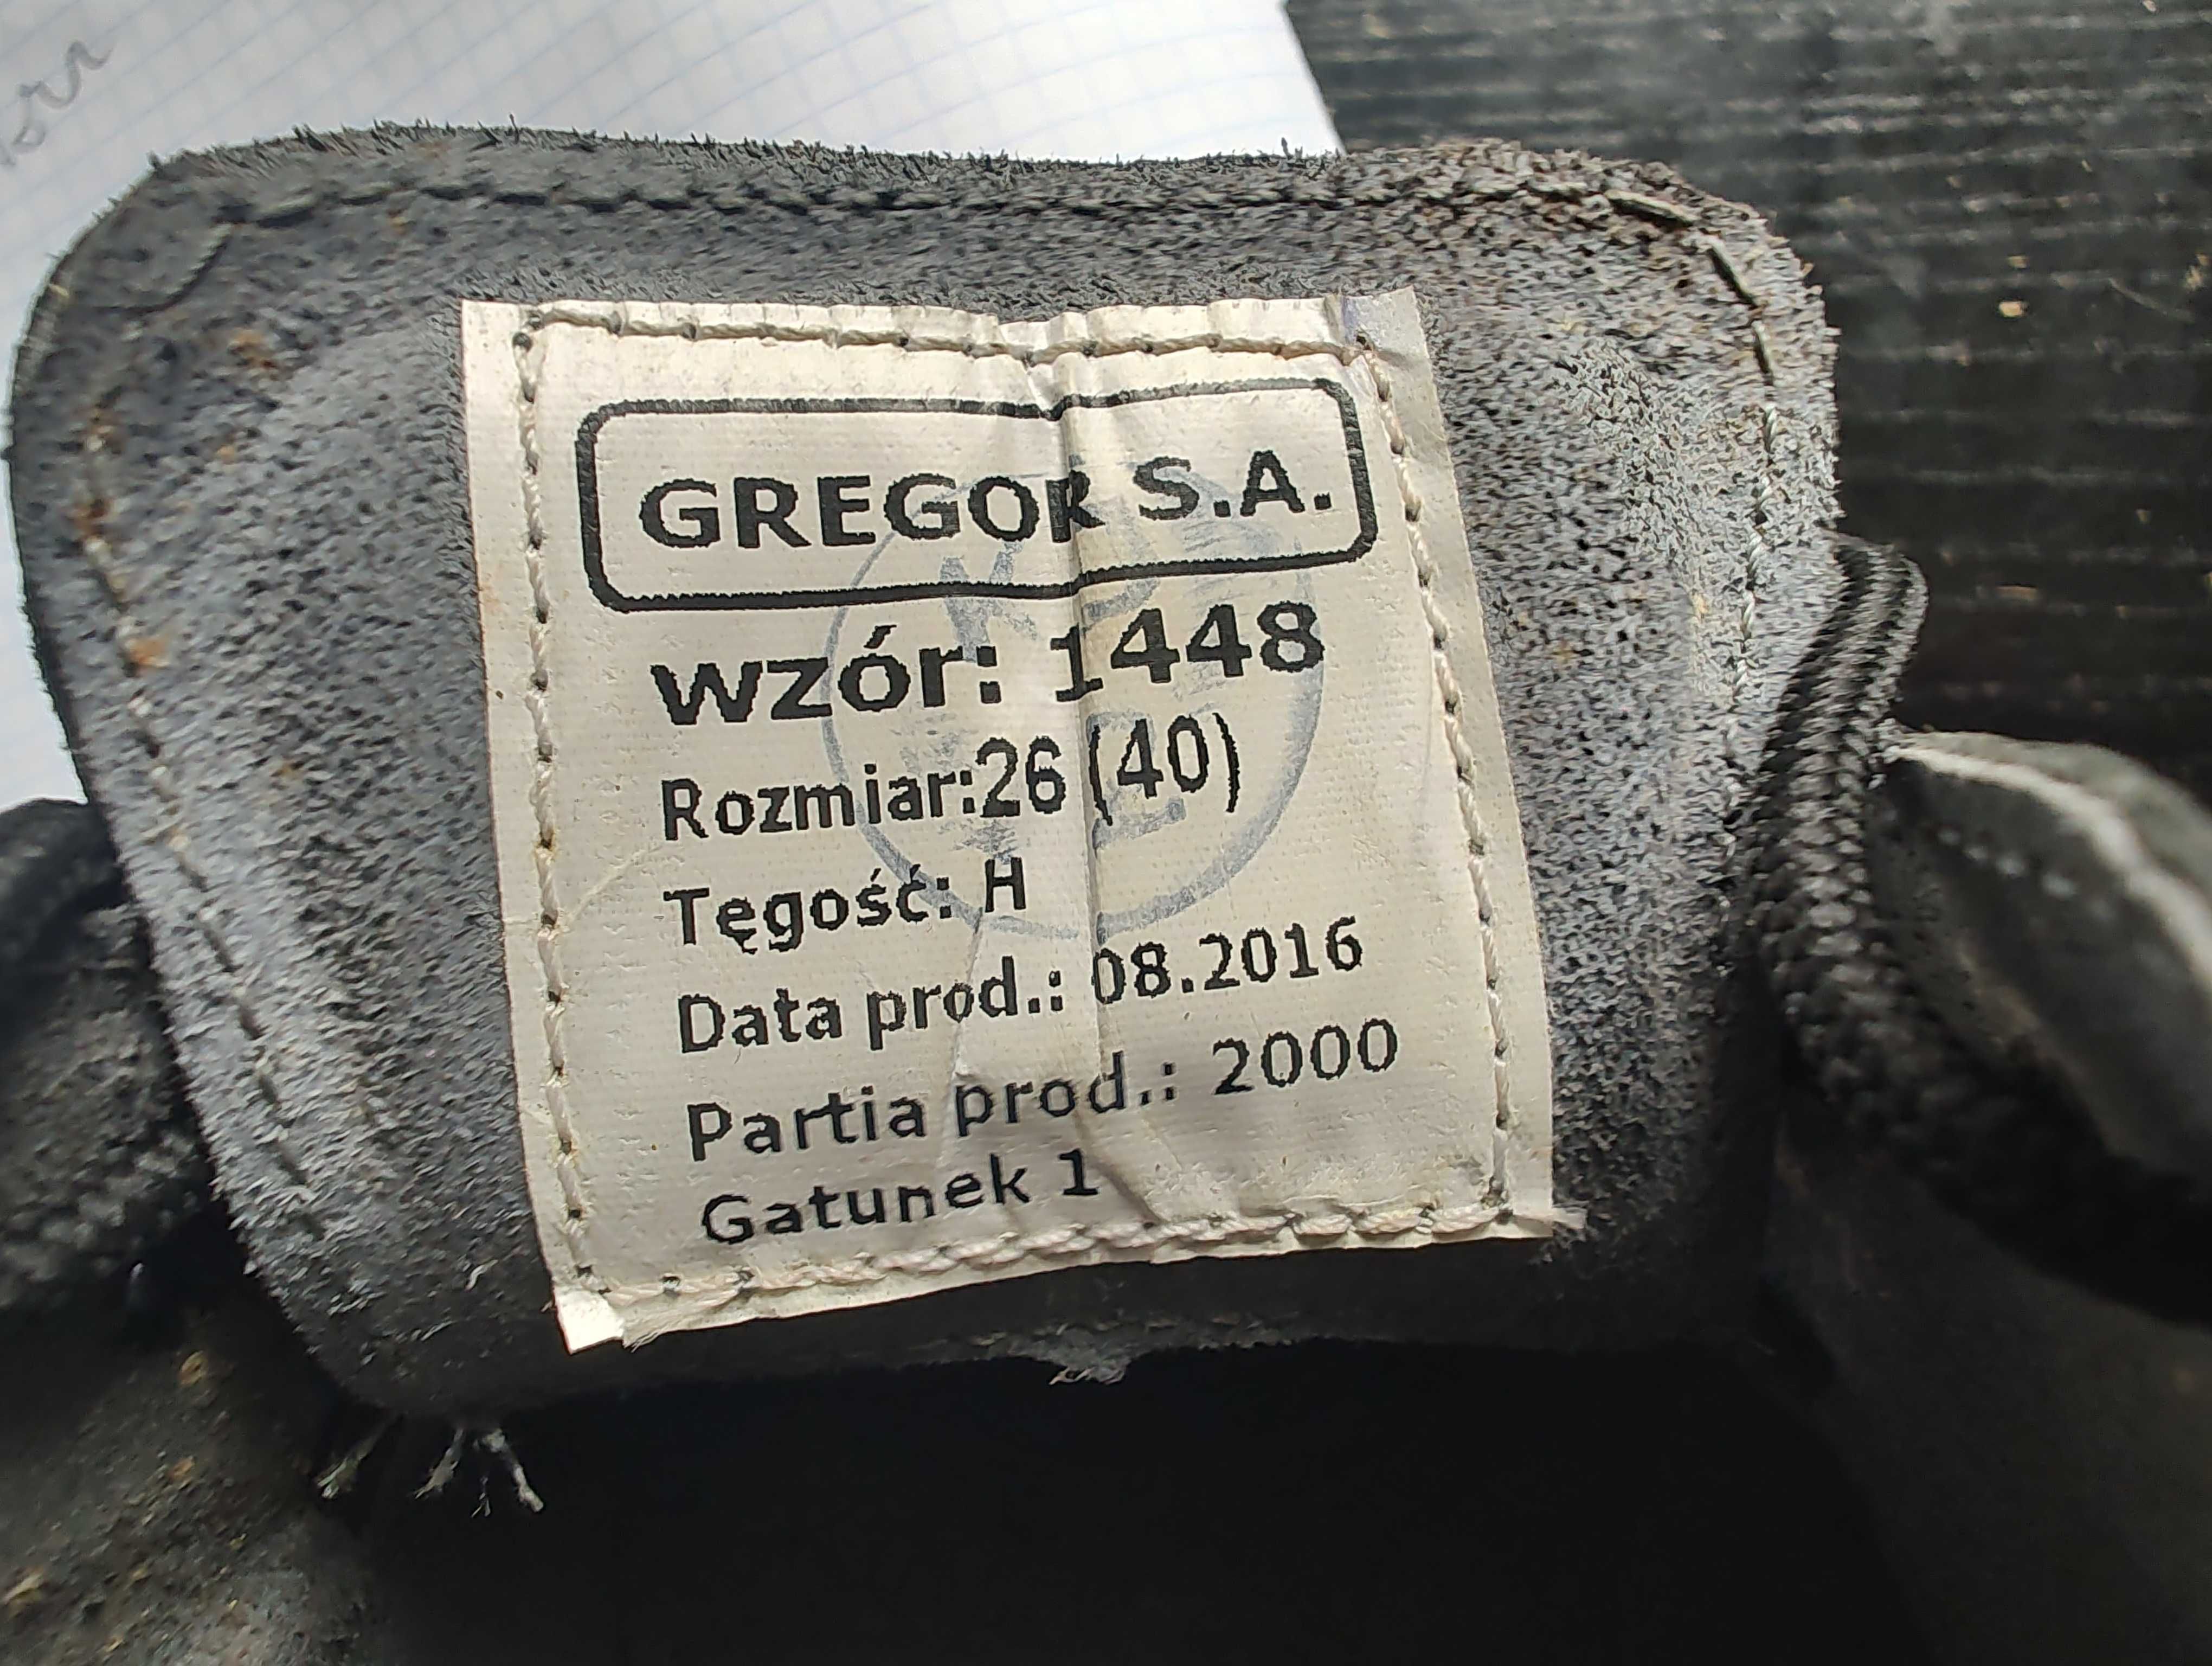 GREGOR S.A.
wzór: 1448
Rozmiar:26 (40)
Tęgość: H
Data prod.: 08.2016
Partia prod.: 2000
Gatunek 1